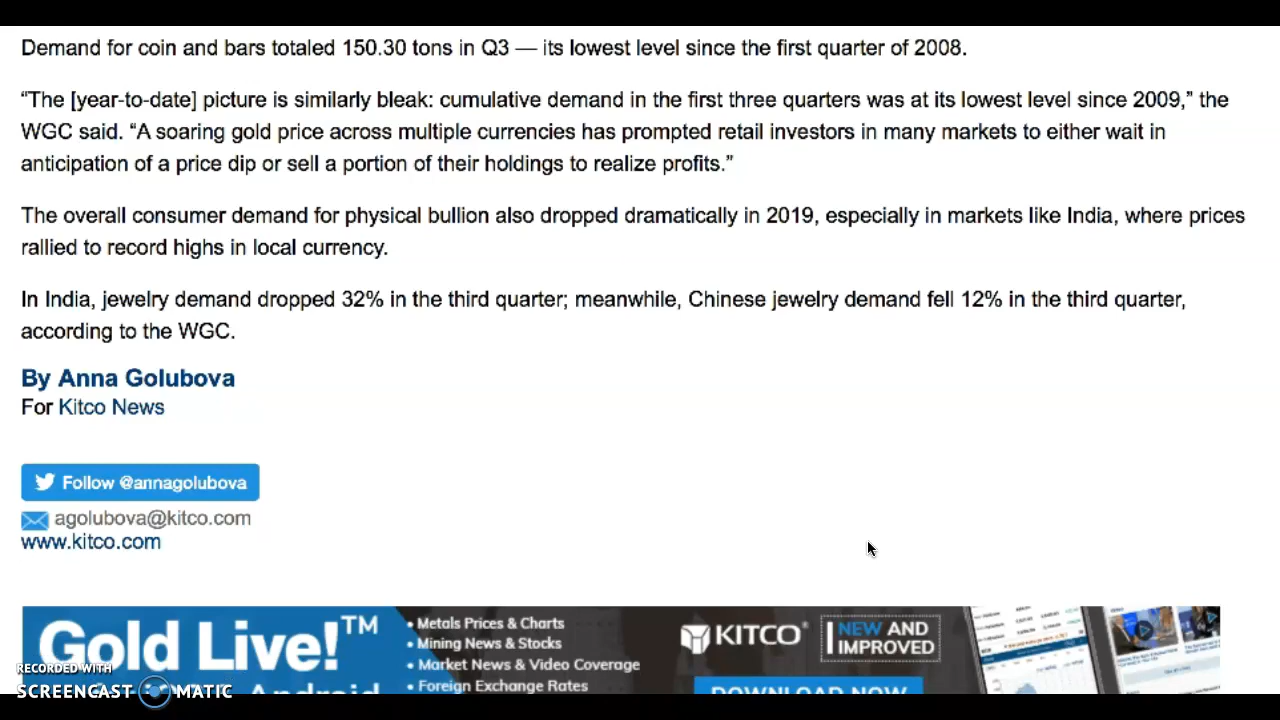 Demand for coin and bars totaled 150.30 tons in Q3 — its lowest level since the first quarter of 2008.
“The [year-to-date] picture is similarly bleak: cumulative demand in the first three quarters was at its lowest level since 2009,” the
WGC said. “A soaring gold price across multiple currencies has prompted retail investors in many markets to either wait in
anticipation of a price dip or sell a portion of their holdings to realize profits.”
The overall consumer demand for physical bullion also dropped dramatically in 2019, especially in markets like India, where prices
rallied to record highs in local currency.
In India, jewelry demand dropped 32% in the third quarter; meanwhile, Chinese jewelry demand fell 12% in the third quarter,
according to the WGC.
By Anna Golubova
For Kitco News
Follow @annagolubova
agolubova@kitco.com
www.kitco.com
Gold Live!™
Android
• Metals Prices & Charts
• Mining News & Stocks
• Market News & Video Coverage
• Foreign Exchange Rates
KITCO®
NEW AND
IMPROVED
DOWNLOAD NOW
RECORDED WITH
SCREENCAST MATIC